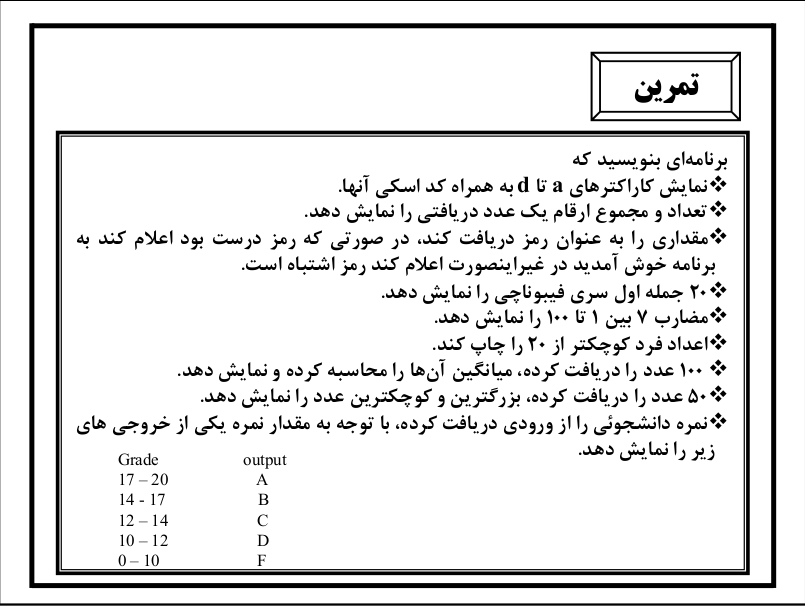 تمرین
برنامه‌ای بنویسید که
❖نمایش کاراکترهای a تا d به همراه کد اسکی آنها.
❖تعداد و مجموع ارقام یک عدد دریافتی را نمایش دهد.
❖مقداری را به عنوان رمز دریافت کند، در صورتی که رمز درست بود اعلام کند به
برنامه خوش آمدید در غیراینصورت اعلام کند رمز اشتباه است.
❖۲۰ جمله اول سری فیبوناچی را نمایش دهد.
❖مضارب ۷ بین ۱ تا ۱۰۰ را نمایش دهد.
❖اعداد فرد کوچکتر از ۲۰ را چاپ کند.
❖ ۱۰۰ عدد را دریافت کرده، میانگین آن‌ها را محاسبه کرده و نمایش دهد.
❖۵۰ عدد را دریافت کرده، بزرگترین و کوچکترین عدد را نمایش دهد.
❖نمره دانشجوئی را از ورودی دریافت کرده، با توجه به مقدار نمره یکی از خروجی های
زیر را نمایش دهد.
Grade output
17 – 20 A
14 - 17 B
12 – 14 C
10 – 12 D
0 – 10 F